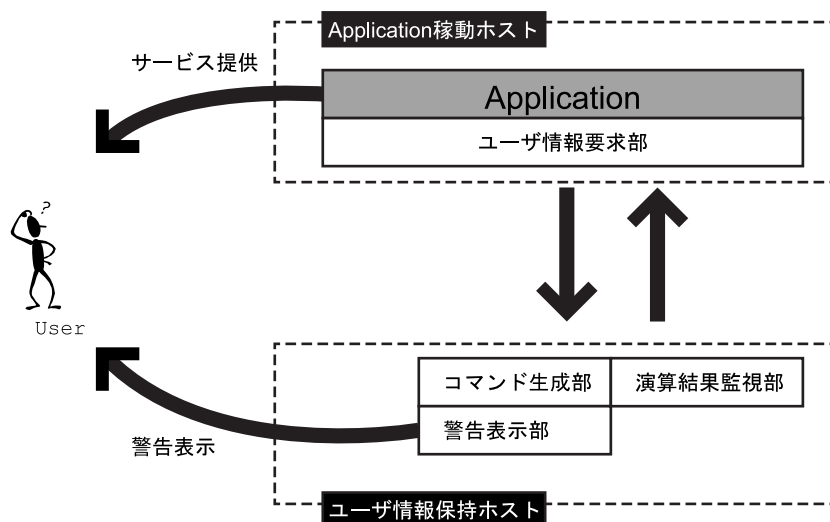 Application稼動ホスト
サービス提供
Application
ユーザ情報要求部
?
User
コマンド生成部
演算結果監視部
警告表示部
警告表示
ユーザ情報保持ホスト